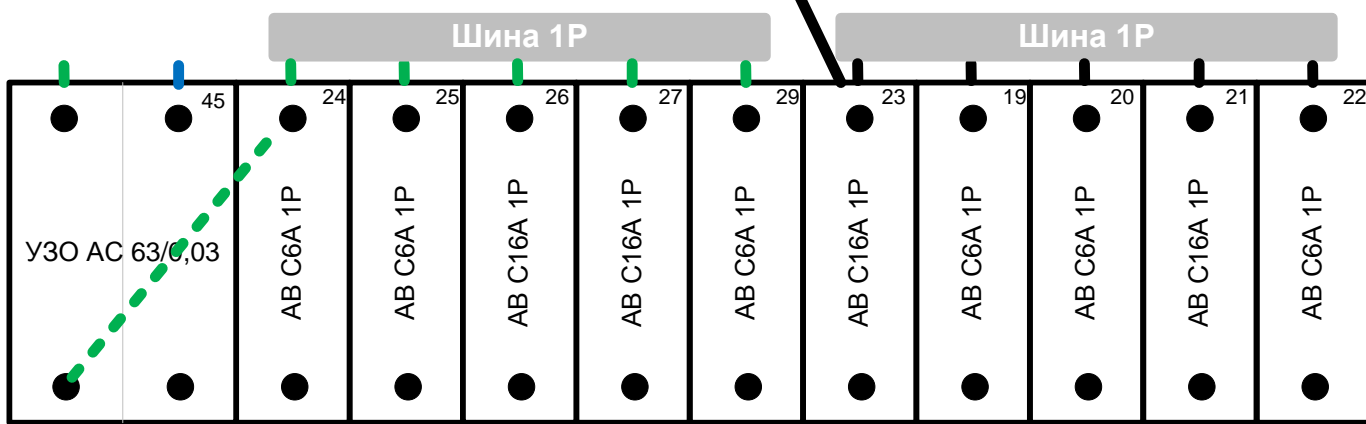 Шина 1Р
Шина 1Р
45
24
25
26
27
29
23
19
20
21
22
УЗО АС 63/0,03
АВ С6А 1Р
АВ С6А 1Р
АВ С16А 1Р
АВ С16А 1Р
АВ С6А 1Р
АВ С16А 1Р
АВ С6А 1Р
АВ С6А 1Р
АВ С16А 1Р
АВ С6А 1Р